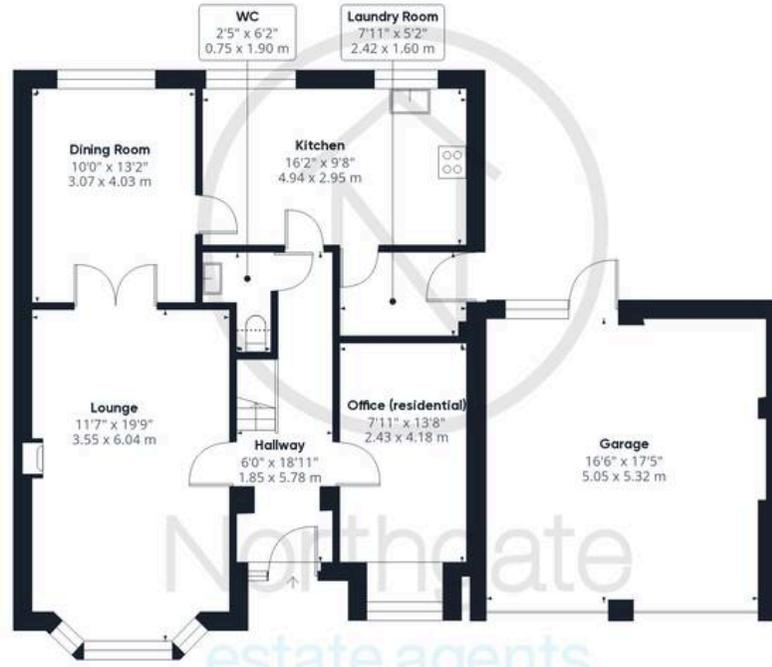 WC
2'5" x 6'2"
0.75 x 1.90 m
Laundry Room
7'11" x 5'2"
2.42 x 1.60 m
Dining Room
10'0" x 13'2"
3.07 x 4.03 m
Kitchen
16'2" x 9'8"
4.94 x 2.95 m
Lounge
11'7" x 19'9"
3.55 x 6.04 m
Hallway
6'0" x 18'11"
1.85 x 5.78 m
Office (residential)
7'11" x 13'8"
2.43 x 4.18 m
Garage
16'6" x 17'5"
5.05 x 5.32 m
Northgate
estate agents